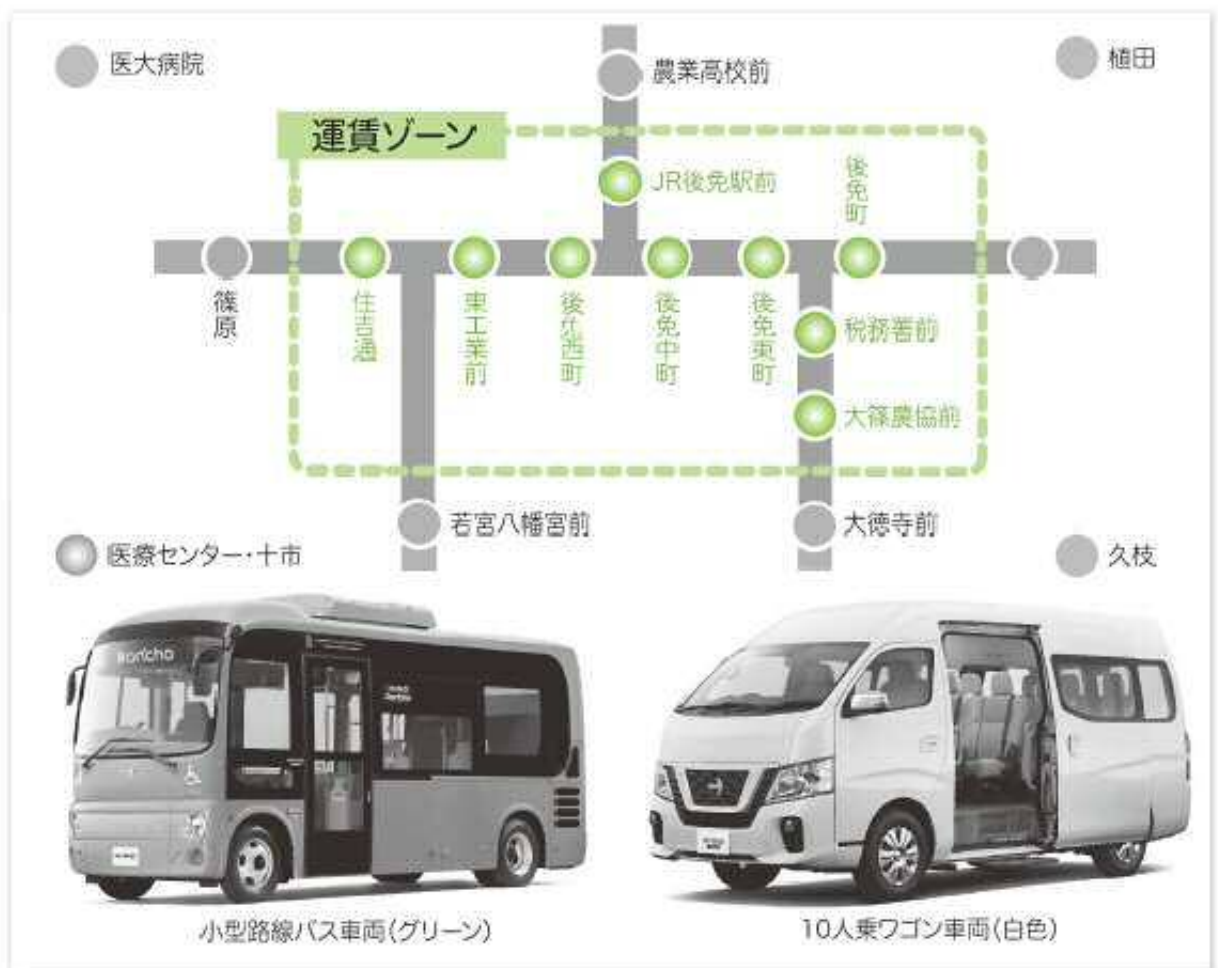 医大病院
農業高校前
植田
運賃ゾーン
JR後免駅前
後免町
篠原
住吉通
東工業前
後免西町
後免中町
後免東町
税務署前
大篠農協前
若宮八幡宮前
大徳寺前
医療センター・十市
久枝
Poncho
小型路線バス車両(グリーン)
10人乗ワゴン車両(白色)